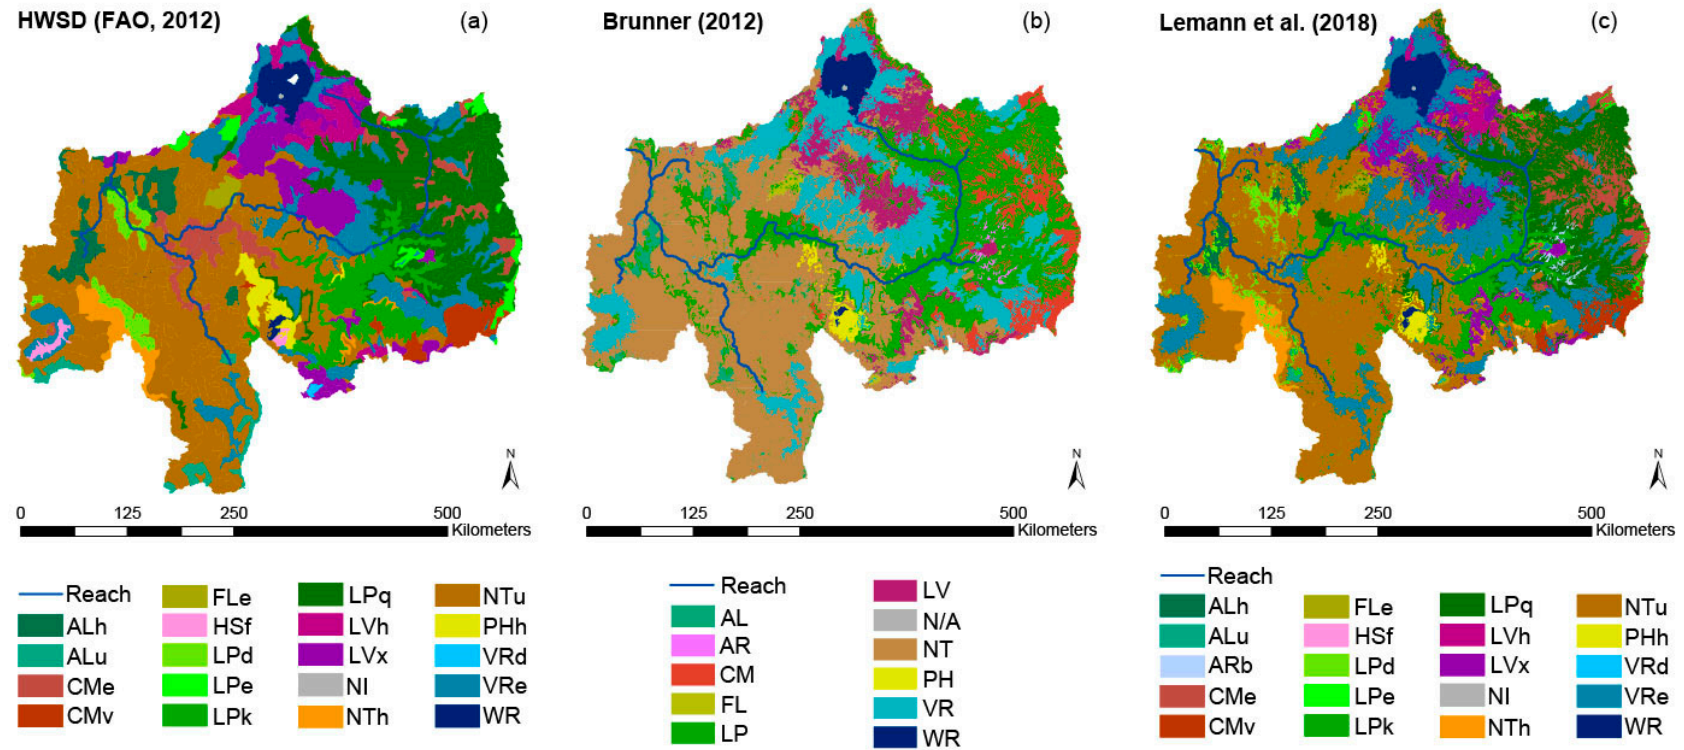 HWSD (FAO, 2012) (a)
Brunner (2012) (b)
Lemann et al. (2018) (c)
N
N
N
0 125 250 500
Kilometers
0 125 250 500
Kilometers
0 125 250 500
Kilometers
Reach FLe LPq NTu
ALh HSf LVh PHh
ALu LPd LVx VRd
CMe LPe NI VRe
CMv LPk NTh WR
Reach LV
AL N/A
AR NT
CM PH
FL VR
LP WR
Reach
ALh FLe LPq NTu
ALu HSf LVh PHh
ARb LPd LVx VRd
CMe LPe NI VRe
CMv LPk NTh WR